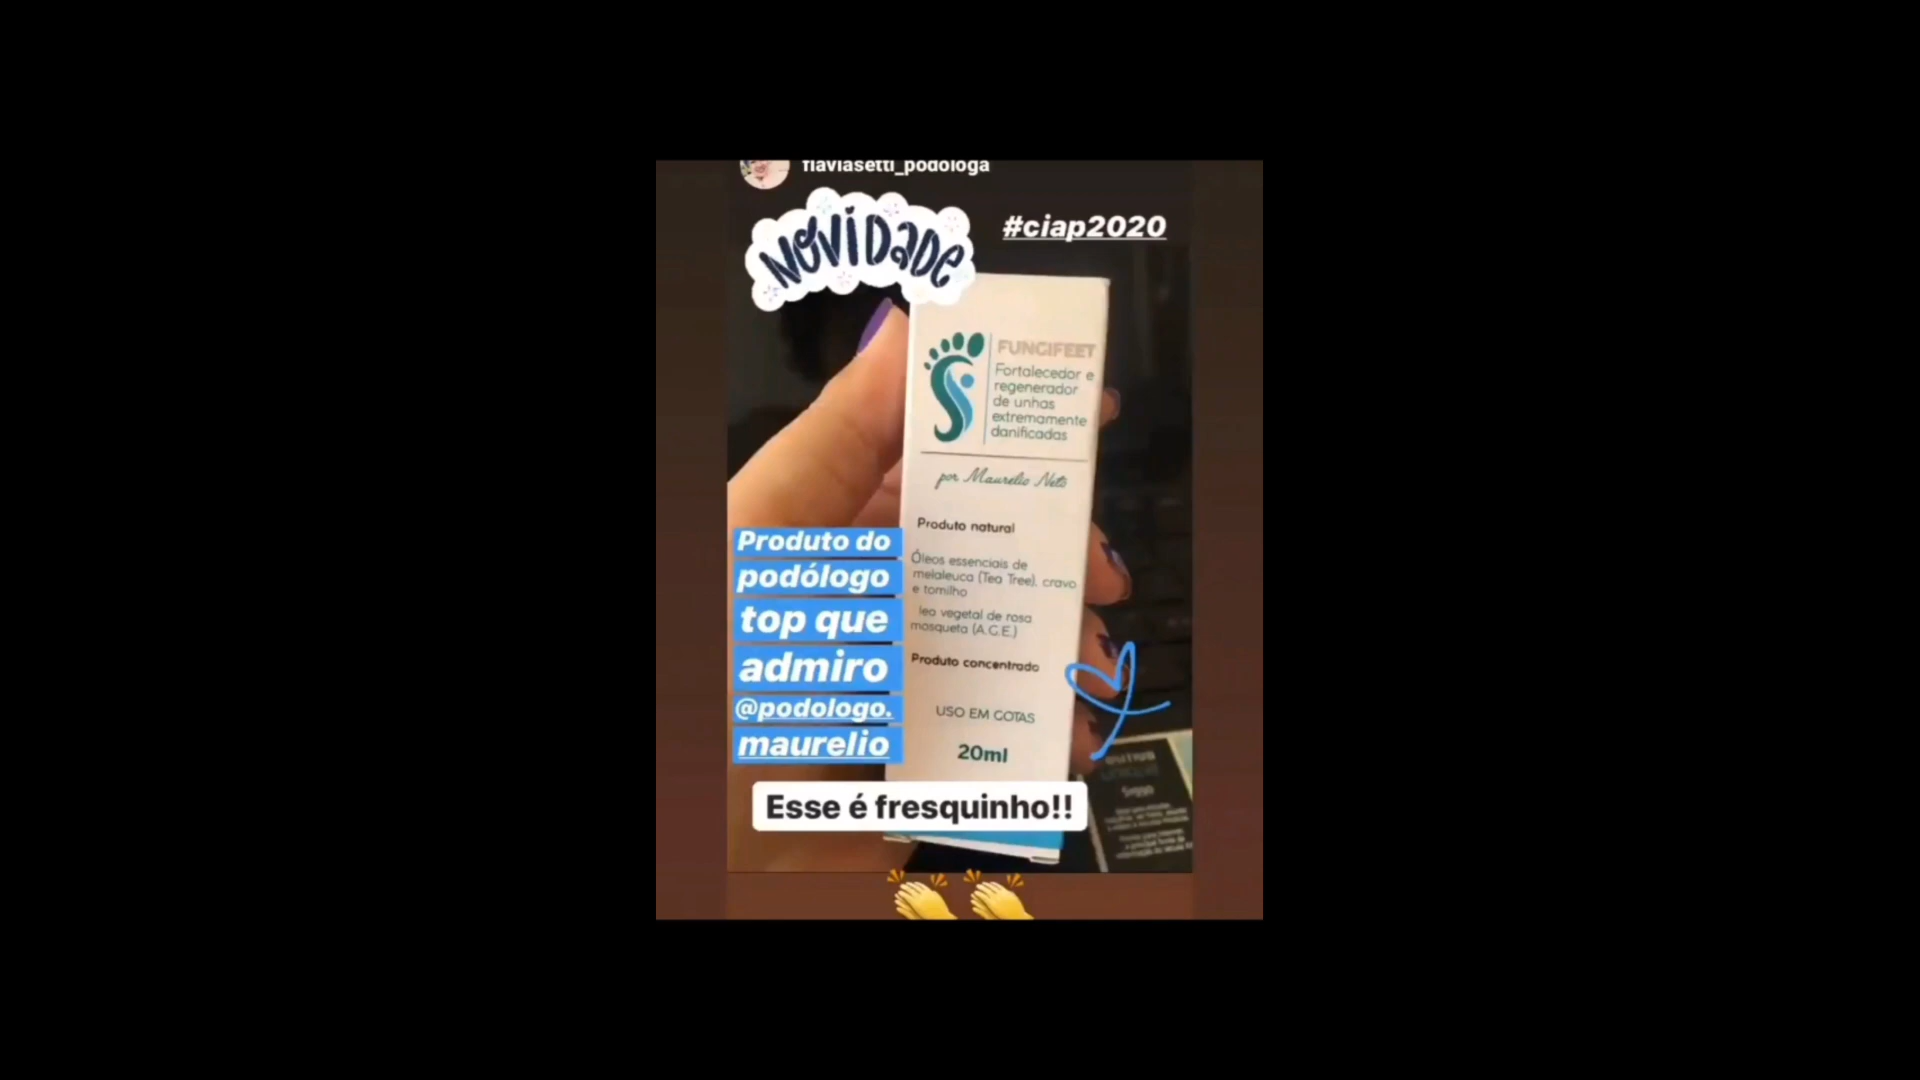 flaviasetti_podologa
NOVIDADE
#ciap2020
FUNGIFEET
Fortalecedor e
regenerador
de unhas
extremamente
danificadas
por Maurelio Neto
Produto natural
Óleos essenciais de
melaleuca (Tea Tree), cravo
e tomilho
leo vegetal de rosa
mosqueta (A.G.E.)
Produto concentrado
USO EM GOTAS
20ml
Produto do
podólogo
top que
admiro
@podologo.
maurelio
Esse é fresquinho!!